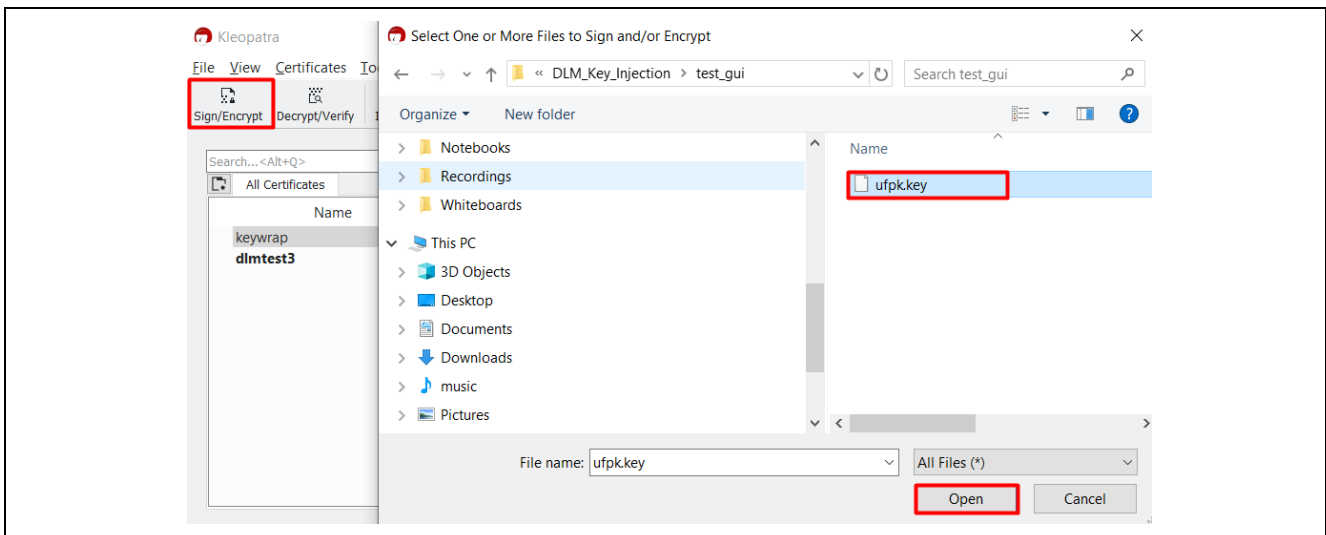 Kleopatra
File View Certificates Too
Sign/Encrypt Decrypt/Verify
Search...<Alt+Q>
All Certificates
Name
keywrap
dlmtest3
Select One or More Files to Sign and/or Encrypt
« DLM_Key_Injection > test_gui
Search test_gui
Organize New folder
Notebooks
Recordings
Whiteboards
This PC
3D Objects
Desktop
Documents
Downloads
music
Pictures
Name
ufpk.key
File name: ufpk.key
All Files (*)
Open Cancel